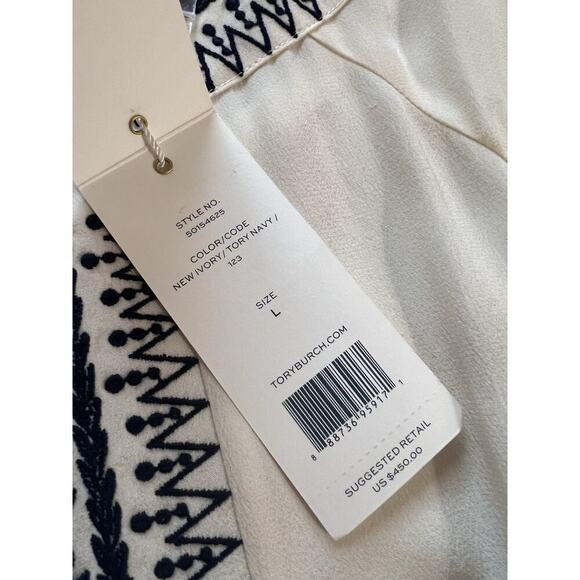 STYLE NO.
50154625
COLOR/CODE
NEW IVORY/ TORY NAVY /
123
SIZE
L
TORYBURCH.COM
8 88736 95917 1
SUGGESTED RETAIL
US $450.00